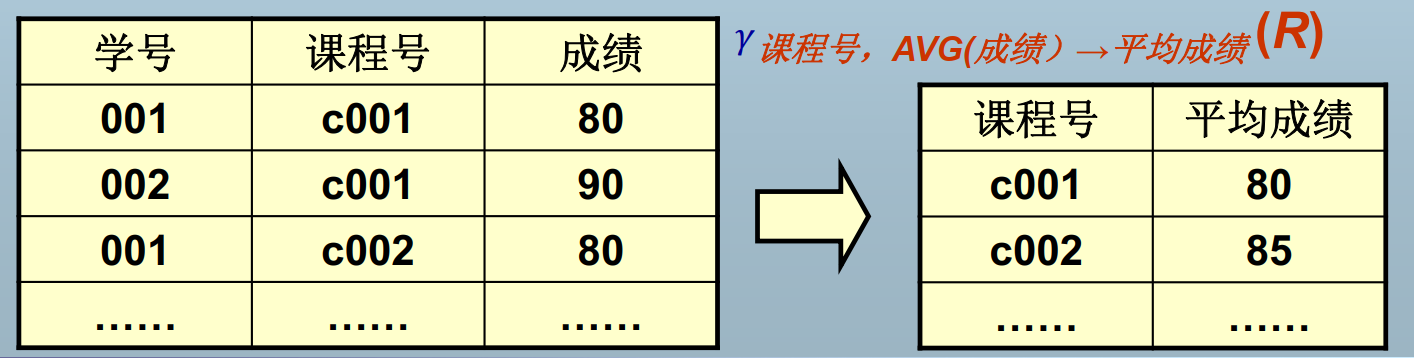 学号 课程号 成绩
001 c001 80
002 c001 90
001 c002 80
…… …… ……
γ 课程号，AVG(成绩）→平均成绩 (R)
课程号 平均成绩
c001 80
c002 85
…… ……